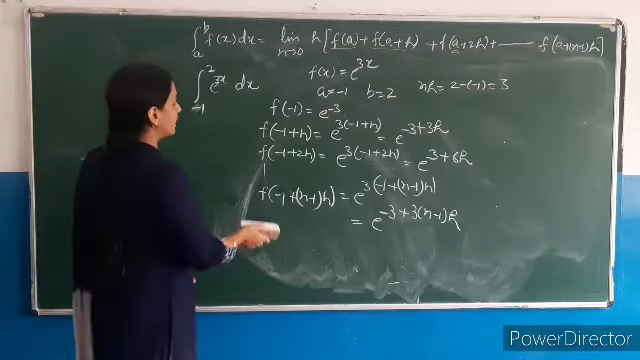 ∫_a^b f(x) dx = lim_{n→0} h [f(a) + f(a+h) + f(a+2h) + ------ f(a+(n-1)h]
∫_{-1}^2 e^{3x} dx
f(x) = e^{3x}
a = -1 b = 2 nh = 2-(-1) = 3
f(-1) = e^{-3}
f(-1+h) = e^{3(-1+h)} = e^{-3+3h}
f(-1+2h) = e^{3(-1+2h)} = e^{-3+6h}
f(-1+(n-1)h) = e^{3(-1+(n-1)h)}
= e^{-3+3(n-1)h}
PowerDirector